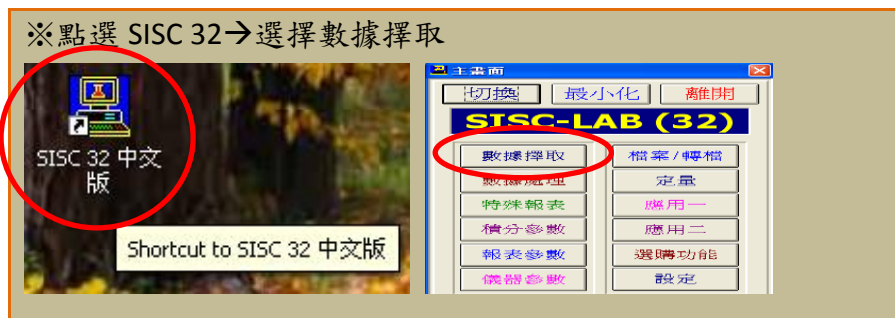 ※點選 SISC 32→選擇數據擇取
SISC 32 中文
版
Shortcut to SISC 32 中文版
主畫面
切換 最小化 離開
SISC-LAB (32)
數據擇取 檔案/轉檔
數據處理 定量
特殊報表 應用一
積分參數 應用二
報表參數 選購功能
儀器參數 設定